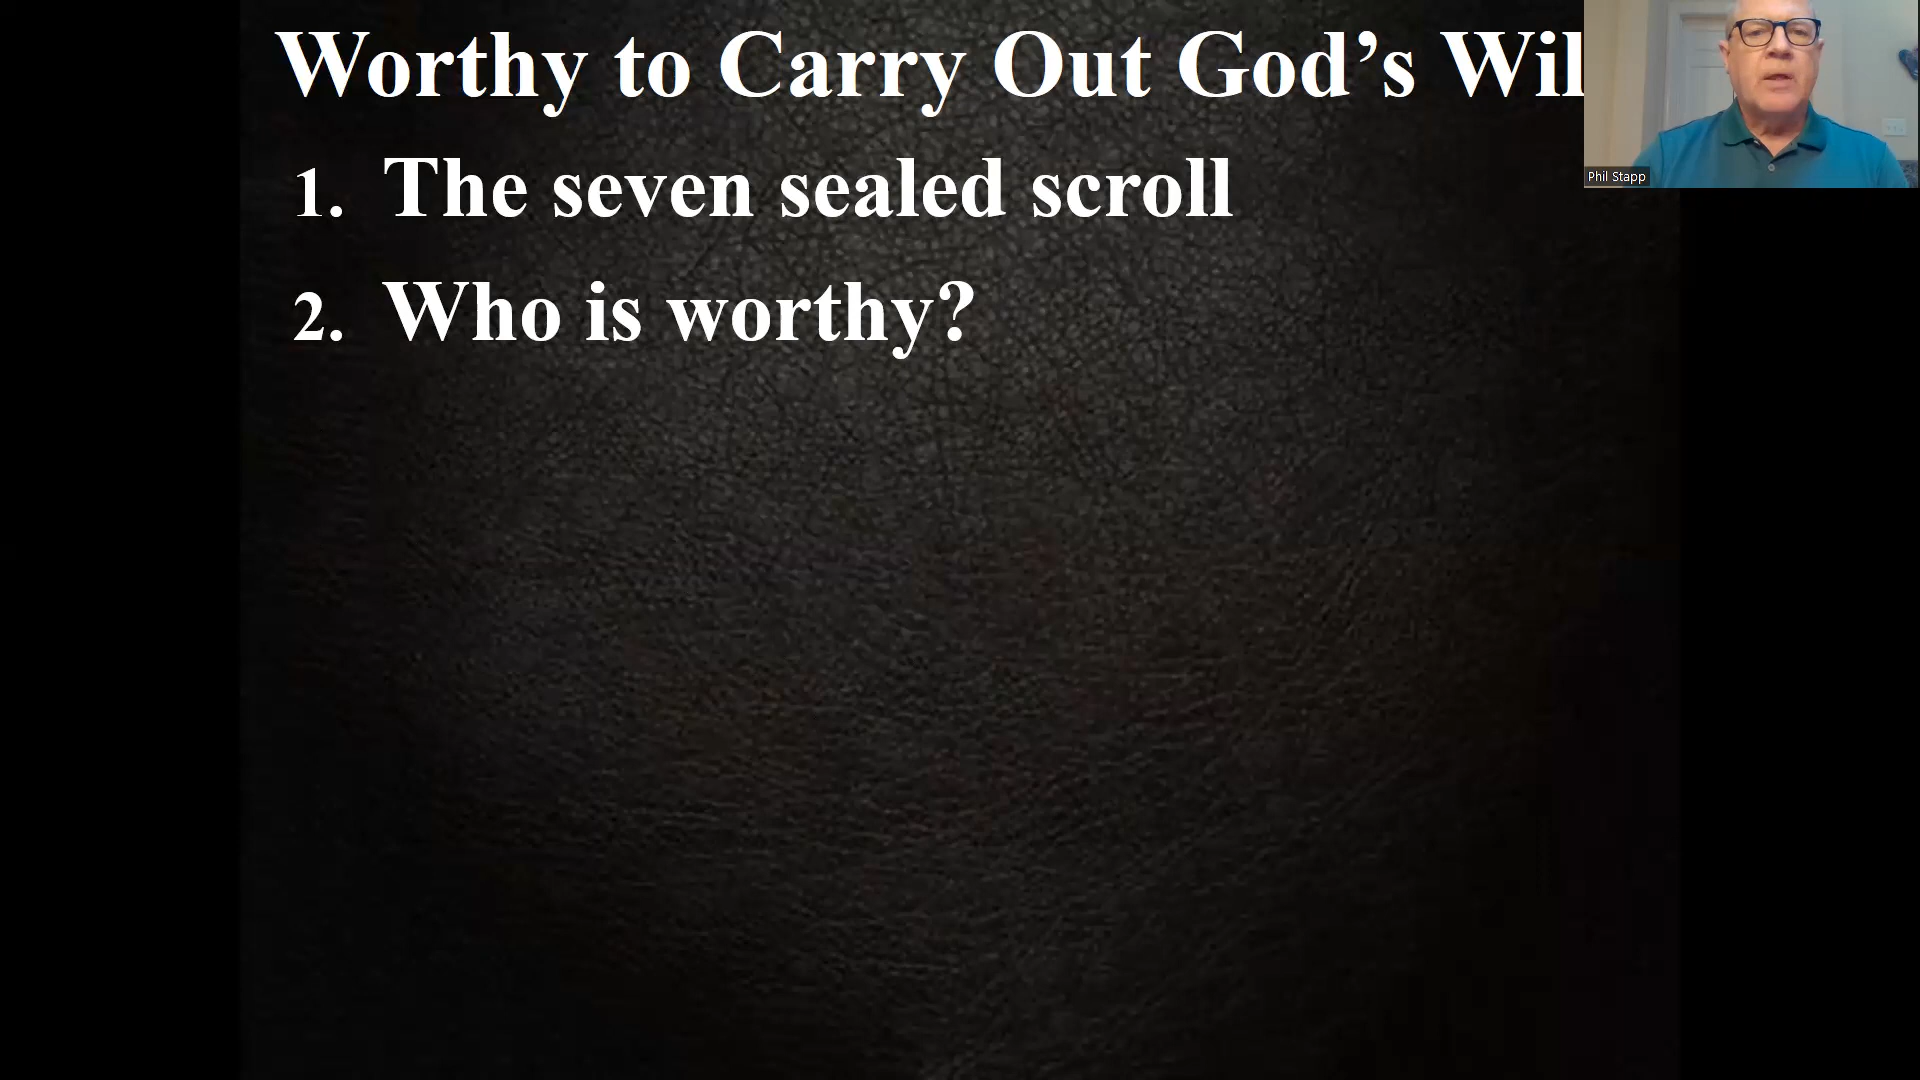 Worthy to Carry Out God’s Wil
1. The seven sealed scroll
2. Who is worthy?
Phil Stapp